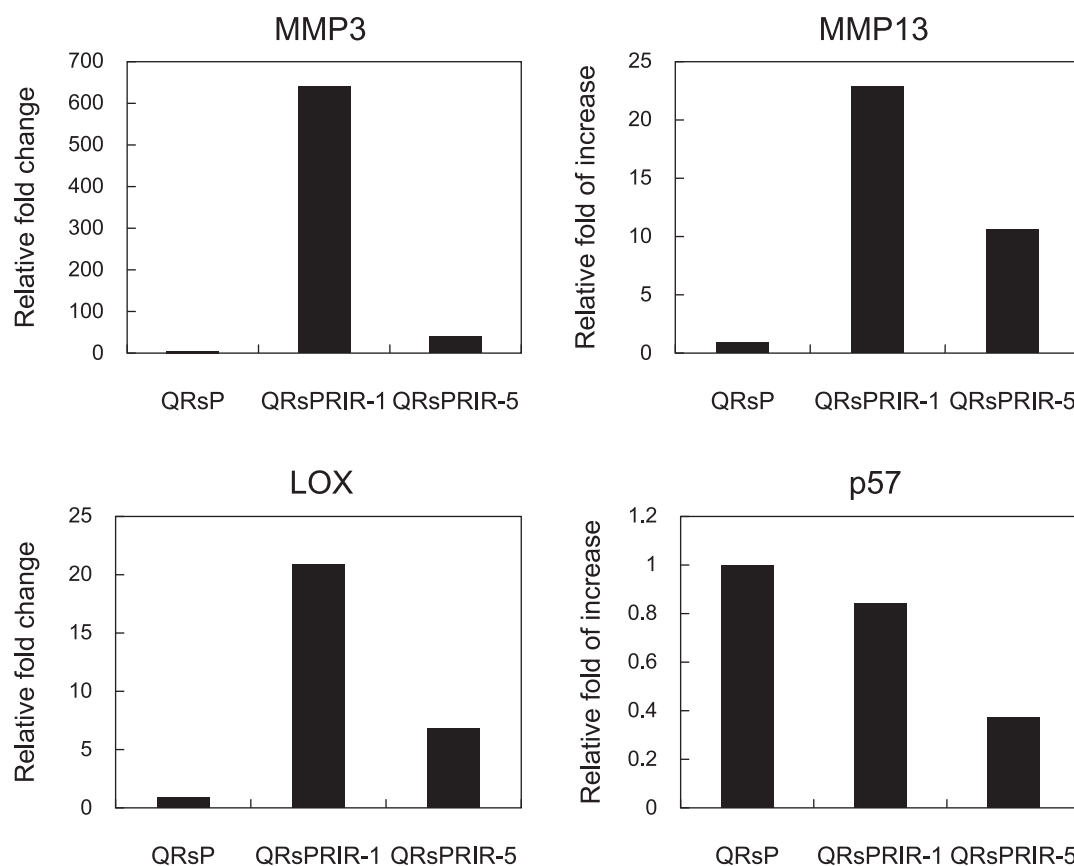 MMP3
Relative fold change
700
600
500
400
300
200
100
0
QRsP QRsPRIR-1 QRsPRIR-5
MMP13
Relative fold of increase
25
20
15
10
5
0
QRsP QRsPRIR-1 QRsPRIR-5
LOX
Relative fold change
25
20
15
10
5
0
QRsP QRsPRIR-1 QRsPRIR-5
p57
Relative fold of increase
1.2
1
0.8
0.6
0.4
0.2
0
QRsP QRsPRIR-1 QRsPRIR-5